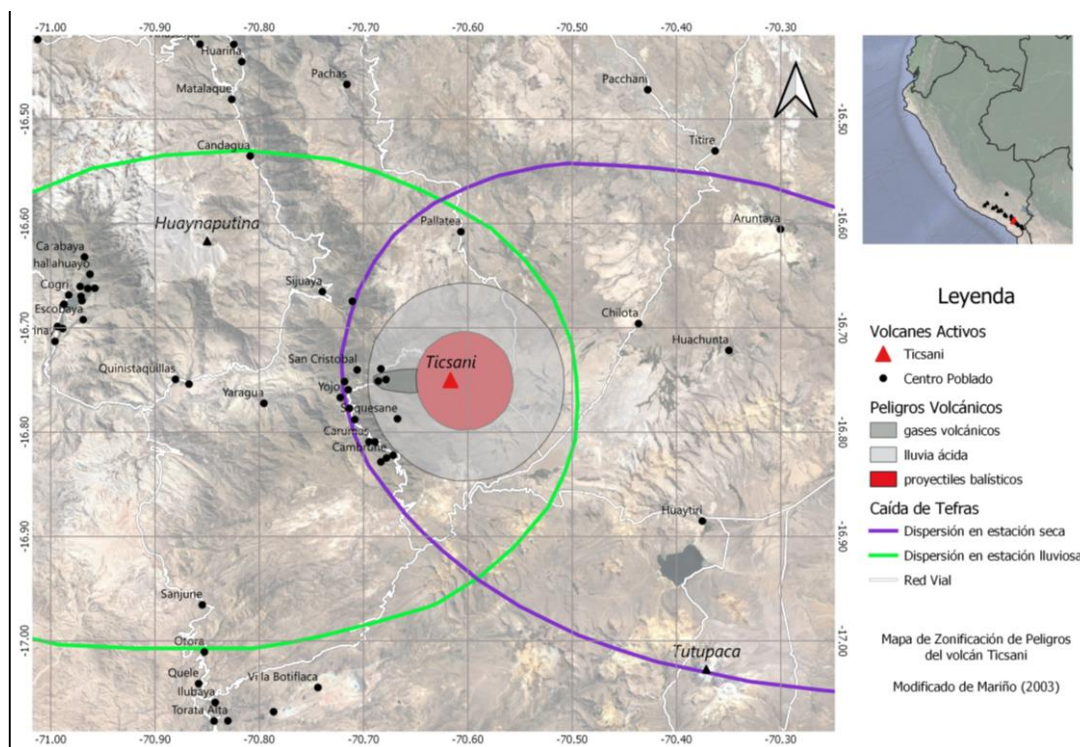 -71.00 -70.90 -70.80 -70.70 -70.60 -70.50 -70.40 -70.30
Huarina
Matalaque
Pachas
Pacchani
-16.50 -16.50
Candagua
Titire
Huaynaputina
Pallatea
Aruntaya
-16.60 -16.60
Carabaya
Cogri
Sijuaya
Escobaya
-16.70 -16.70
Chilota
Huachunta
San Cristobal
Ticsani
Quinistaquillas
Yojo
Yaragua
Soquesane
-16.80 -16.80
Carumas
Cambrune
-16.90 -16.90
Huaytiri
Sanjune
-17.00 -17.00
Otora
Tutupaca
Quele
Villa Botiflaca
Ilubaya
Torata Alta
-71.00 -70.90 -70.80 -70.70 -70.60 -70.50 -70.40 -70.30
Leyenda
Volcanes Activos
Ticsani
Centro Poblado
Peligros Volcánicos
gases volcánicos
lluvia ácida
proyectiles balísticos
Caída de Tefras
Dispersión en estación seca
Dispersión en estación lluviosa
Red Vial
Mapa de Zonificación de Peligros
del volcán Ticsani
Modificado de Mariño (2003)